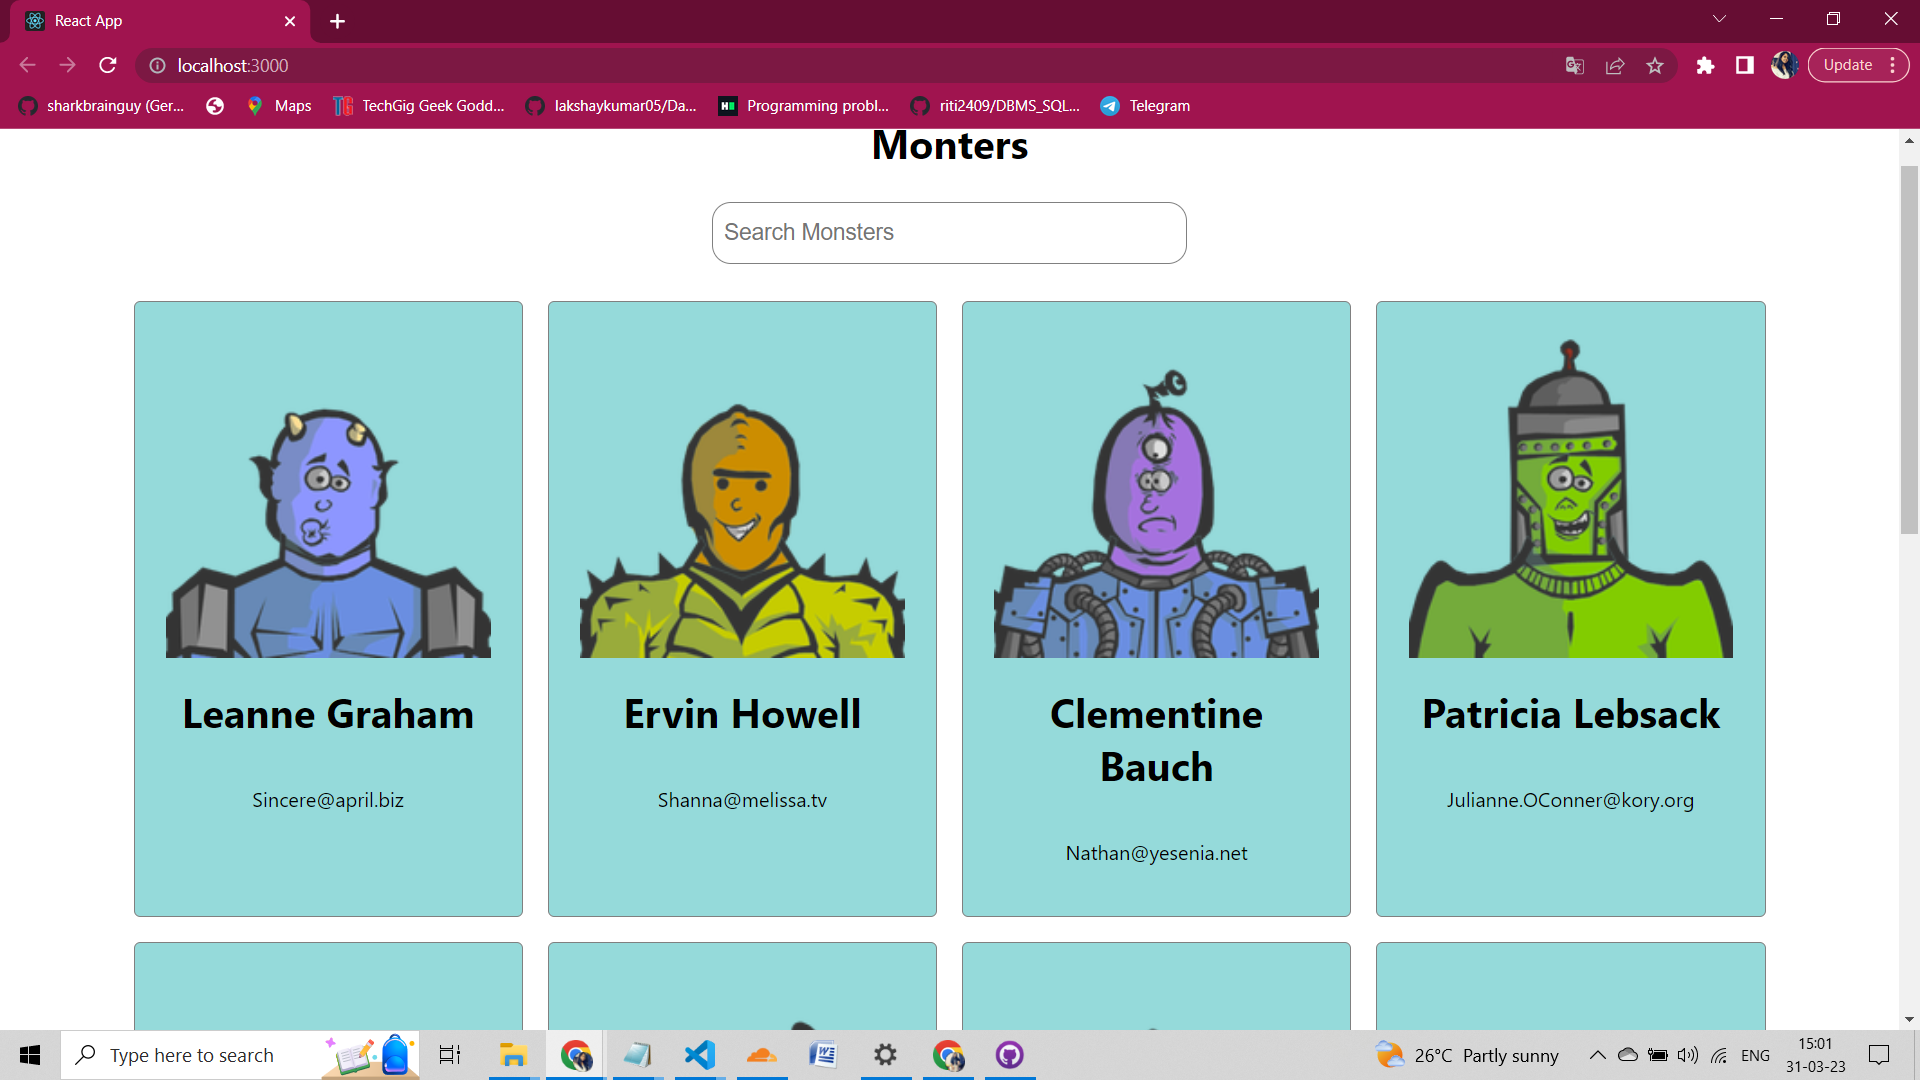 React App
localhost:3000
Update
sharkbrainguy (Ger...
Maps
TG
TechGig Geek Godd...
lakshaykumar05/Da...
Programming probl...
riti2409/DBMS_SQL...
Telegram
Monters
Search Monsters
Leanne Graham
Sincere@april.biz
Ervin Howell
Shanna@melissa.tv
Clementine
Bauch
Nathan@yesenia.net
Patricia Lebsack
Julianne.OConner@kory.org
Type here to search
26°C Partly sunny
ENG
15:01
31-03-23